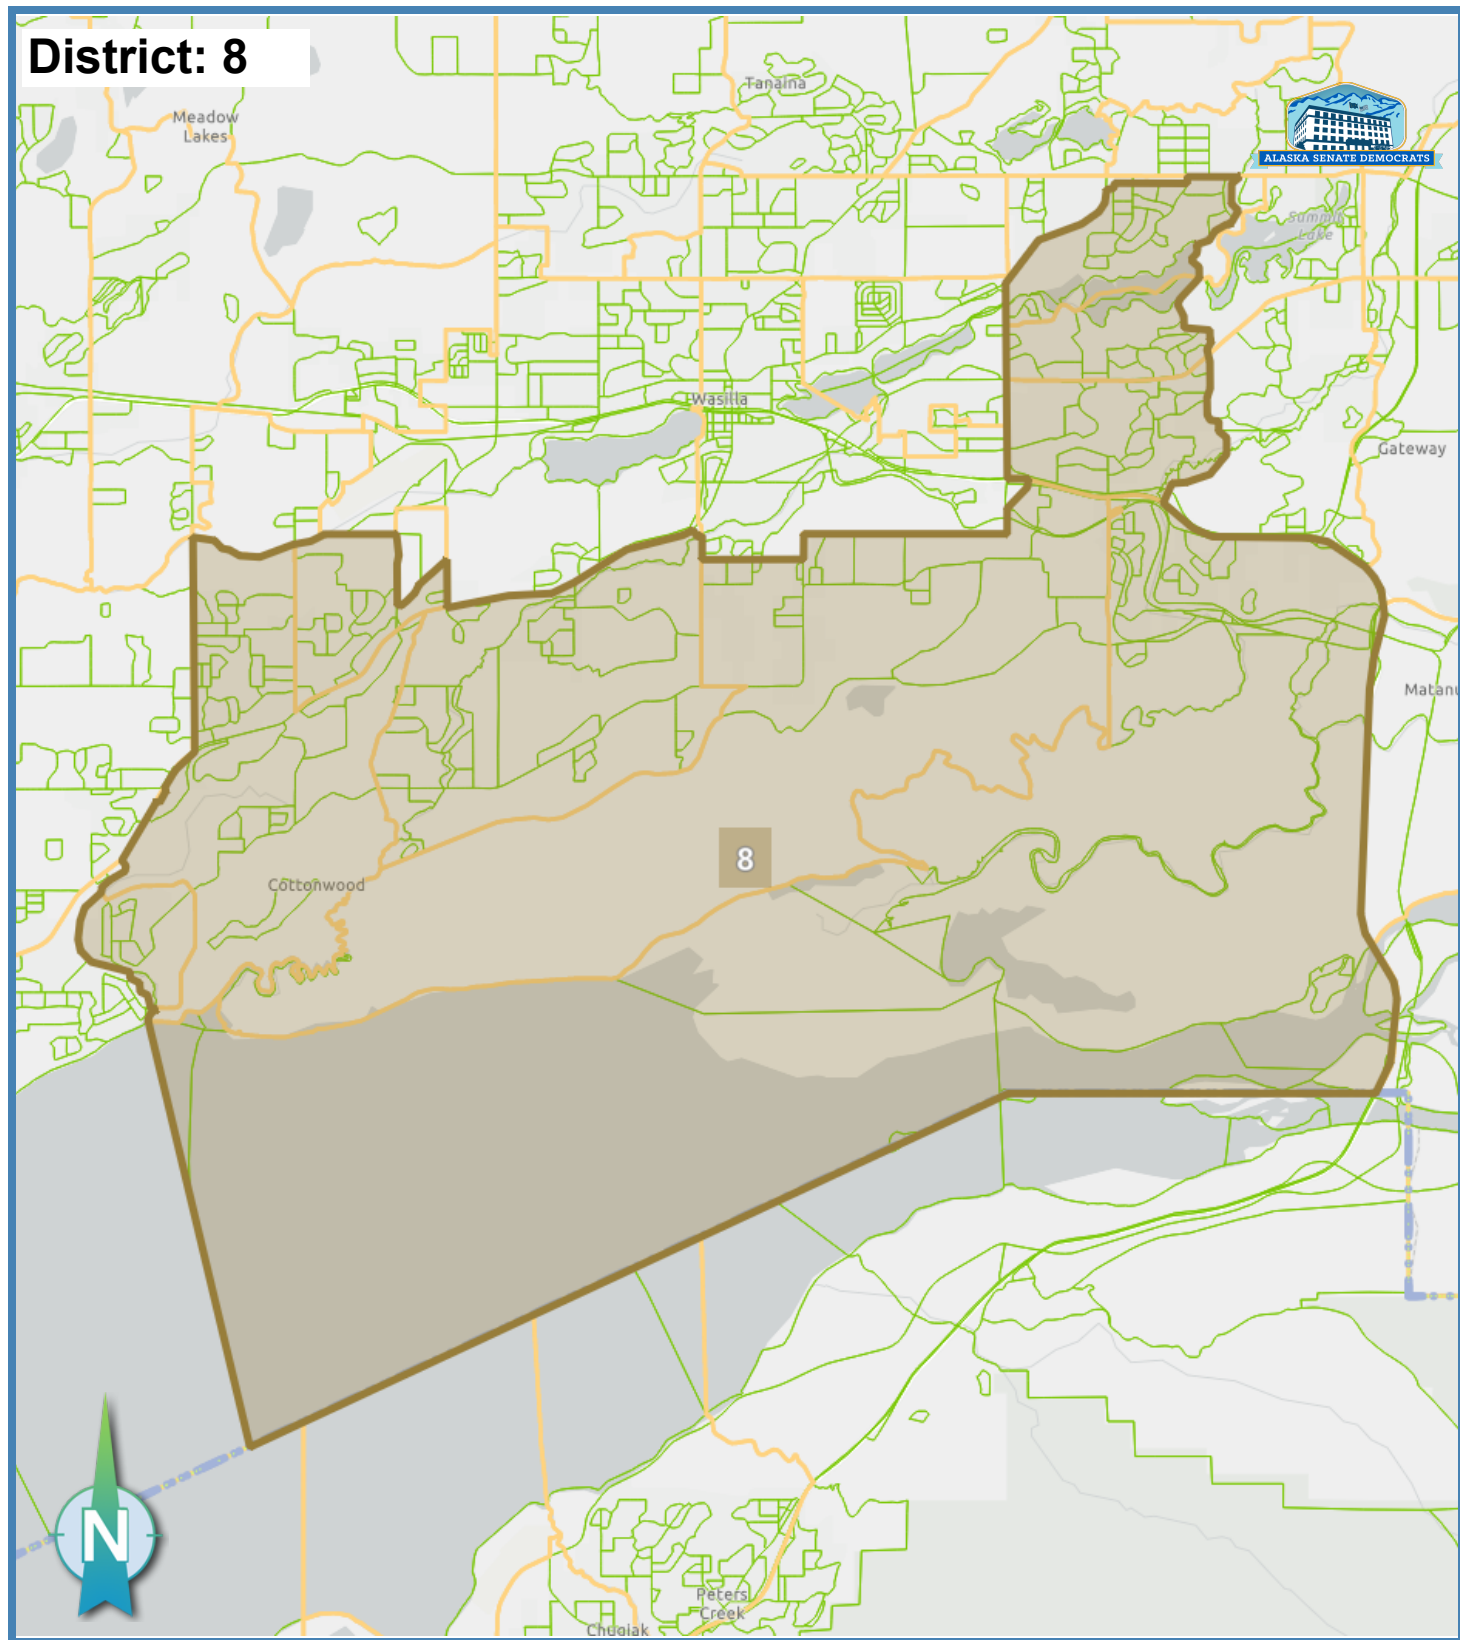 District: 8
Tanaina
Meadow
Lakes
ALASKA SENATE DEMOCRATS
Summit
Lake
Wasilla
Gateway
Matanu
8
Cottonwood
N
Peters
Creek
Chugiak